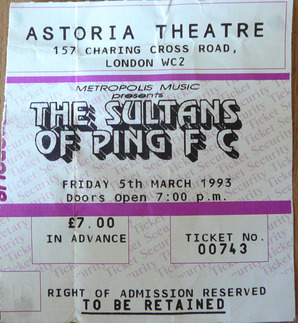 ASTORIA THEATRE
157 CHARING CROSS ROAD,
LONDON WC2
METROPOLIS MUSIC
presents
THE SULTANS
OF PING F C
FRIDAY 5th MARCH 1993
Doors Open 7:00 p.m.
£7.00
IN ADVANCE
TICKET NO.
00743
RIGHT OF ADMISSION RESERVED
TO BE RETAINED